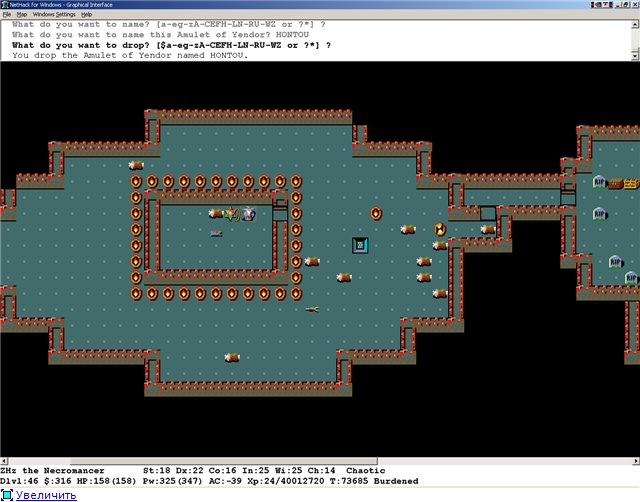 NetHack for Windows - Graphical Interface
File Map Window Settings Help
What do you want to name? [a-eg-zA-CEFH-LN-RU-WZ or ?*] ?
What do you want to name this Amulet of Yendor? HONTOU
What do you want to drop? [$a-eg-zA-CEFH-LN-RU-WZ or ?*] ?
You drop the Amulet of Yendor named HONTOU.
RIP
RIP
RIP
RIP
ZHz the Necromancer St:18 Dx:22 Co:16 In:25 Wi:25 Ch:14 Chaotic
Dlvl:46 $:316 HP:158(158) Pw:325(347) AC:-39 Xp:24/40012720 T:73685 Burdened
Увеличить